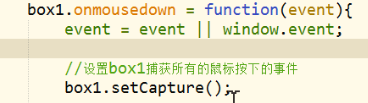 box1.onmousedown = function(event){
event = event || window.event;
//设置box1捕获所有的鼠标按下的事件
box1.setCapture();